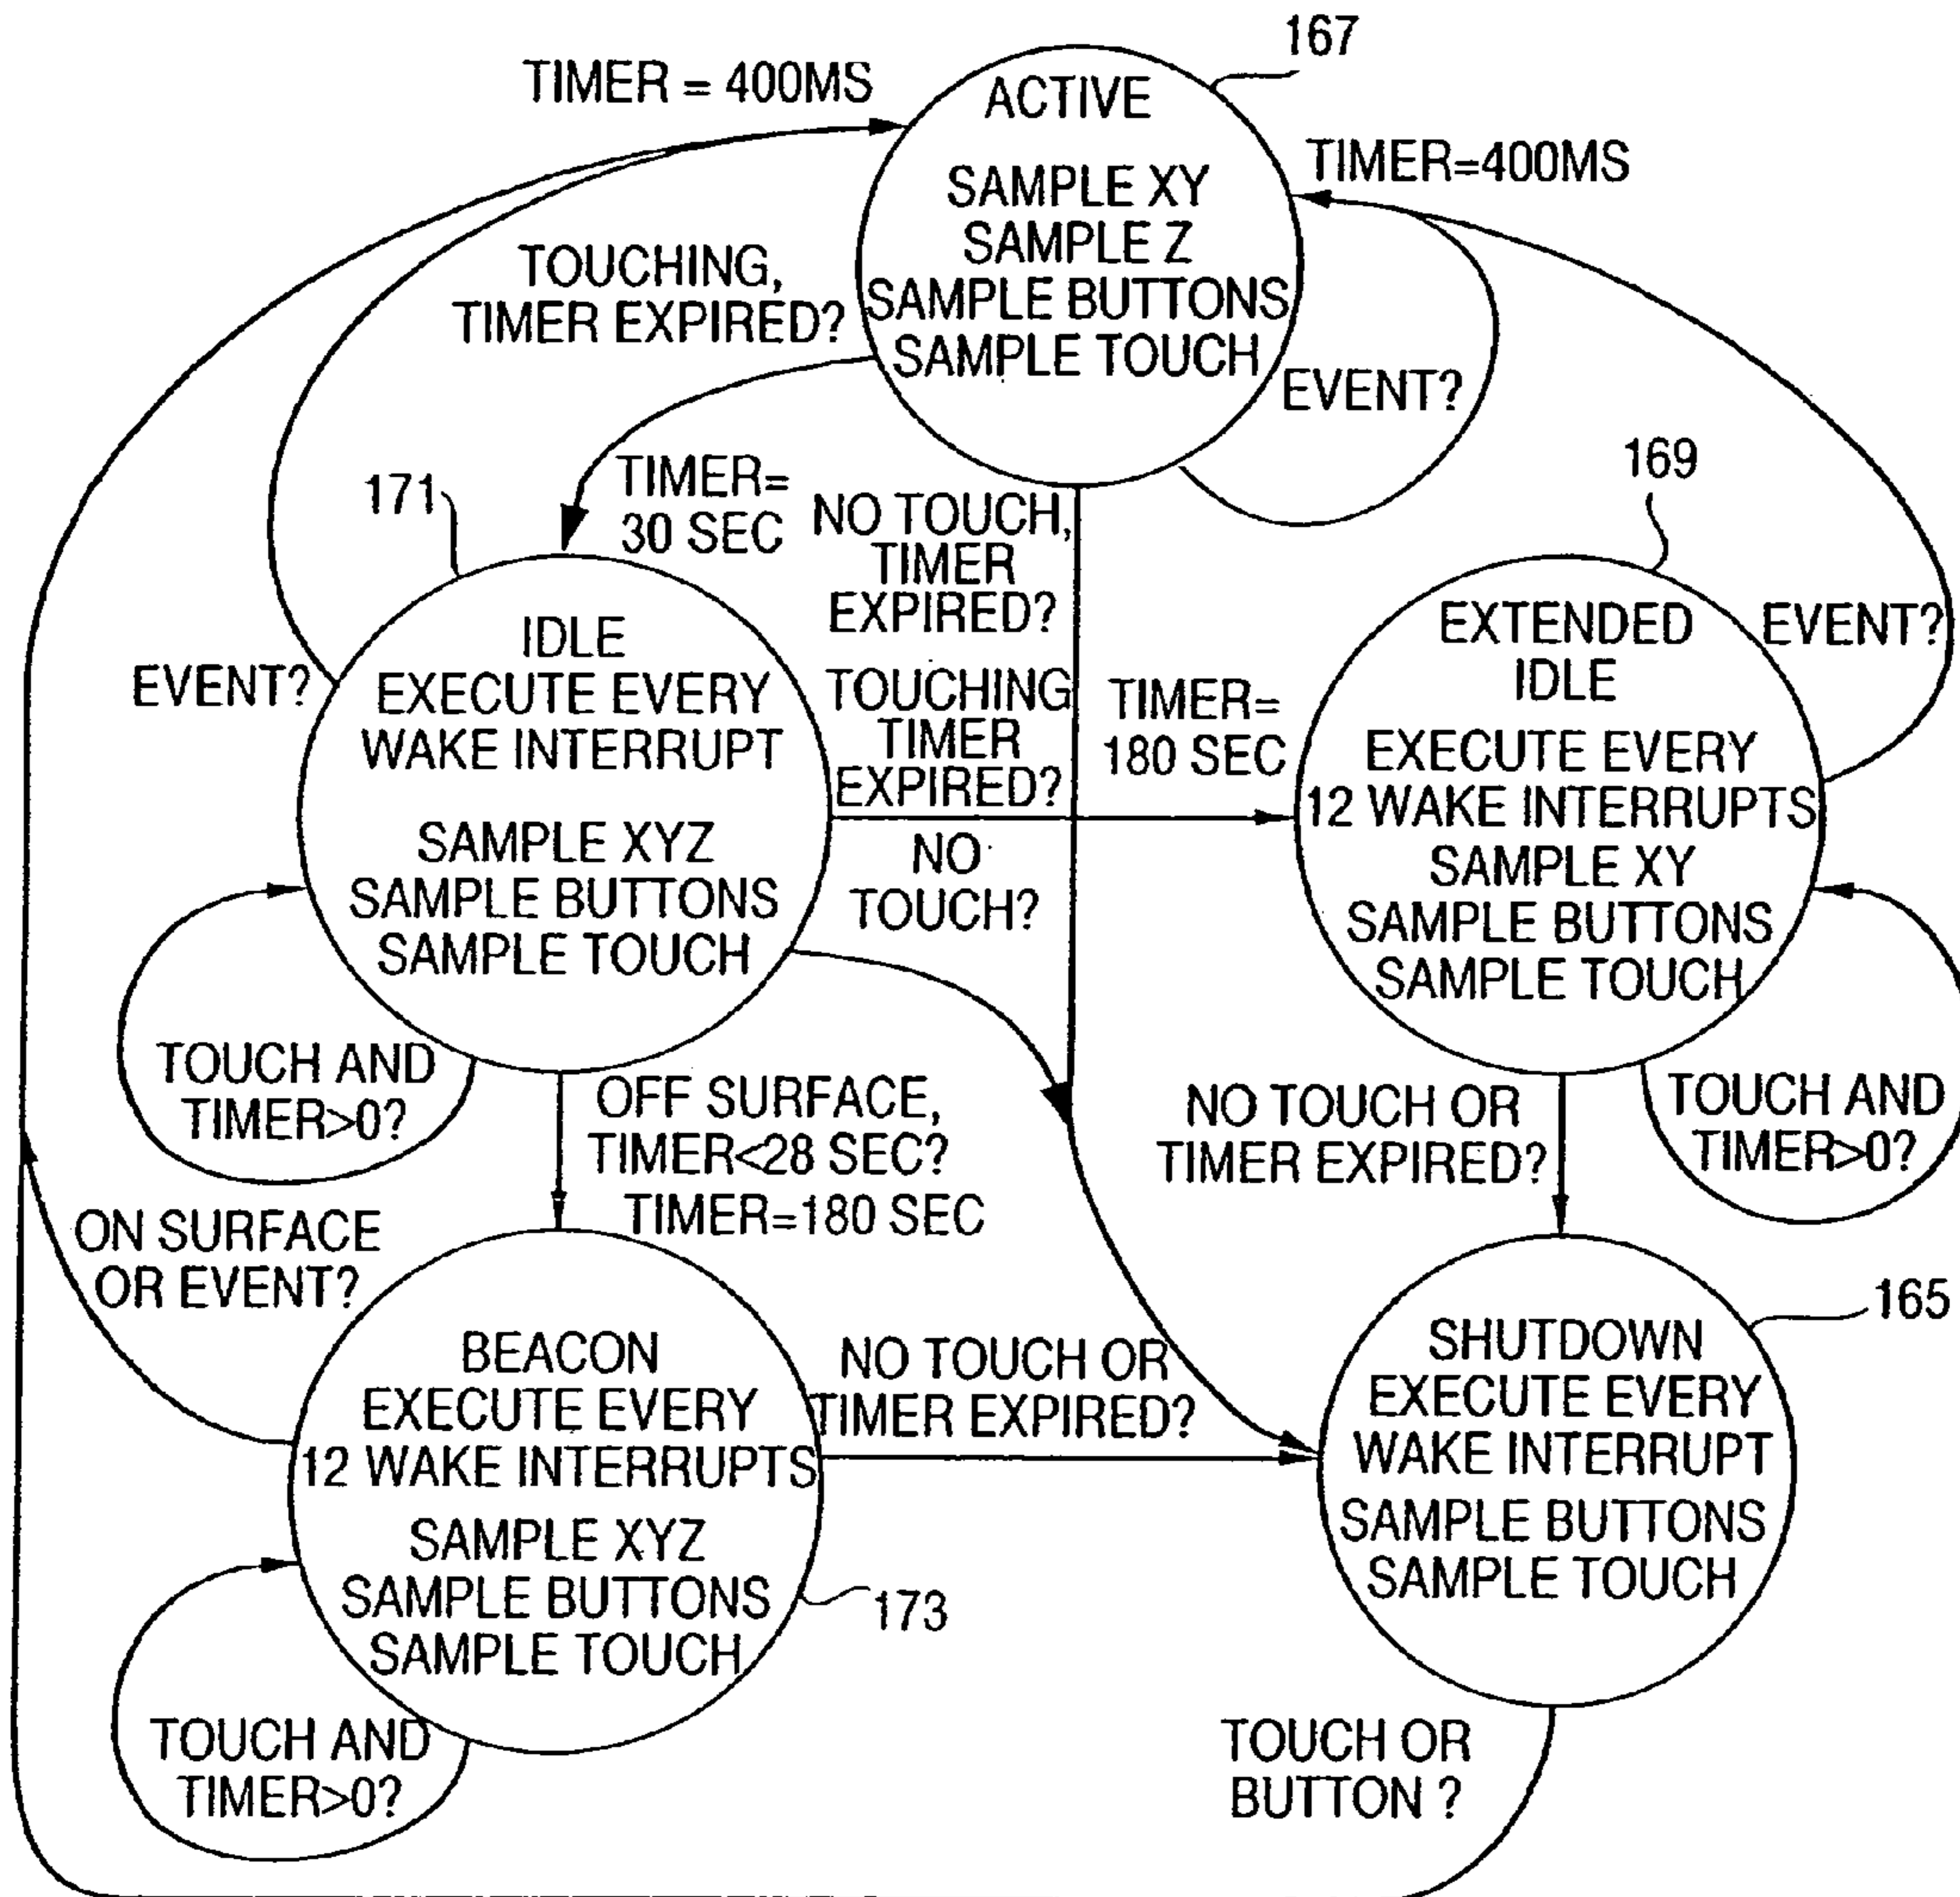 167
TIMER = 400MS
ACTIVE
SAMPLE XY
SAMPLE Z
SAMPLE BUTTONS
SAMPLE TOUCH
TIMER=400MS
TOUCHING,
TIMER EXPIRED?
EVENT?
TIMER=
30 SEC
171
NO TOUCH,
TIMER
EXPIRED?
169
EVENT?
IDLE
EXECUTE EVERY
WAKE INTERRUPT
SAMPLE XYZ
SAMPLE BUTTONS
SAMPLE TOUCH
TOUCHING
TIMER
EXPIRED?
TIMER=
180 SEC
NO
TOUCH?
EXTENDED
IDLE
EXECUTE EVERY
12 WAKE INTERRUPTS
SAMPLE XY
SAMPLE BUTTONS
SAMPLE TOUCH
EVENT?
TOUCH AND
TIMER>0?
OFF SURFACE,
TIMER<28 SEC?
TIMER=180 SEC
NO TOUCH OR
TIMER EXPIRED?
TOUCH AND
TIMER>0?
ON SURFACE
OR EVENT?
BEACON
EXECUTE EVERY
12 WAKE INTERRUPTS
SAMPLE XYZ
SAMPLE BUTTONS
SAMPLE TOUCH
173
NO TOUCH OR
TIMER EXPIRED?
165
SHUTDOWN
EXECUTE EVERY
WAKE INTERRUPT
SAMPLE BUTTONS
SAMPLE TOUCH
TOUCH AND
TIMER>0?
TOUCH OR
BUTTON ?